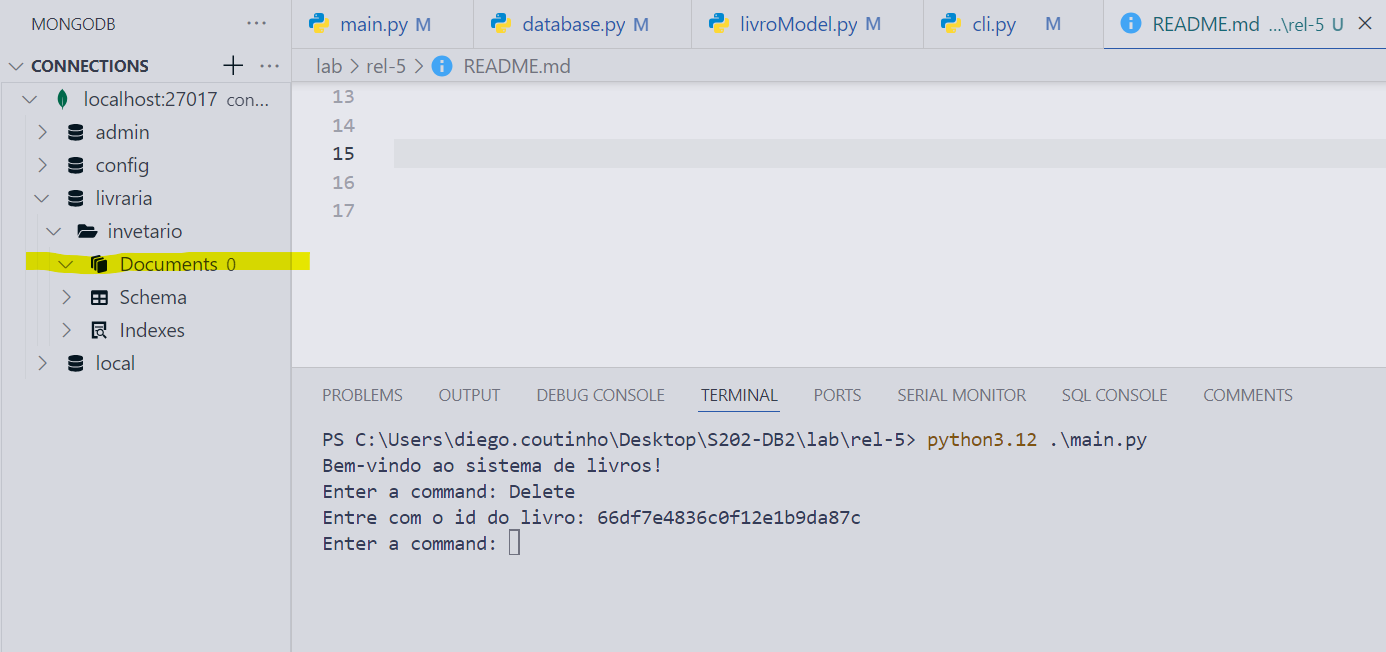 MONGODB ...
main.py M database.py M livroModel.py M cli.py M README.md ...\rel-5 U
CONNECTIONS
lab > rel-5 > README.md
localhost:27017 con...
admin
config
livraria
invetario
Documents 0
Schema
Indexes
local
13
14
15
16
17
PROBLEMS OUTPUT DEBUG CONSOLE TERMINAL PORTS SERIAL MONITOR SQL CONSOLE COMMENTS
PS C:\Users\diego.coutinho\Desktop\S202-DB2\lab\rel-5> python3.12 .\main.py
Bem-vindo ao sistema de livros!
Enter a command: Delete
Entre com o id do livro: 66df7e4836c0f12e1b9da87c
Enter a command: